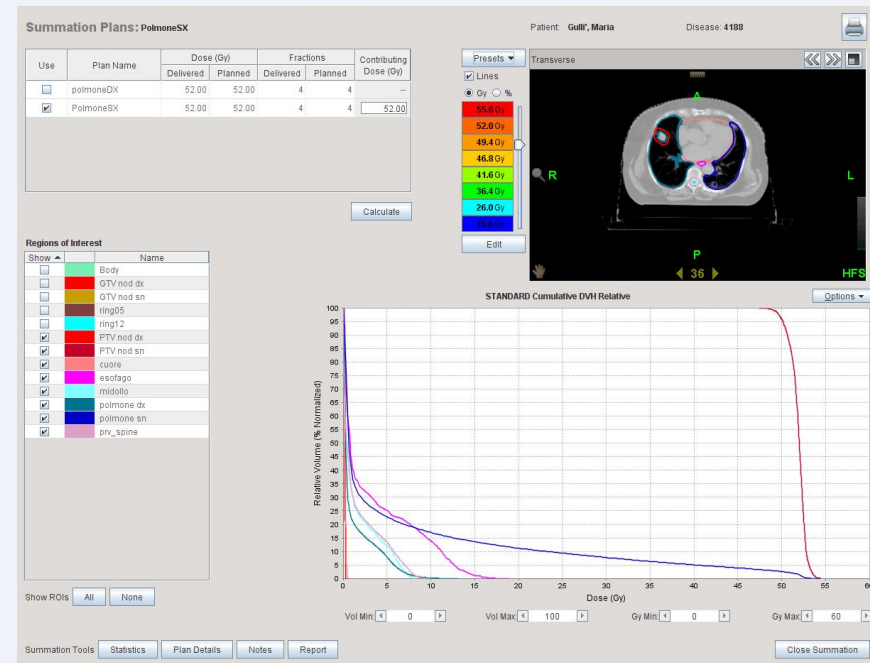 Summation Plans: PolmoneSX
Patient: Gulli', Maria
Disease: 4188
Use Plan Name Dose (Gy) Fractions Contributing Dose (Gy)
Delivered Planned Delivered Planned
polmoneDX 52.00 52.00 4 4 --
PolmoneSX 52.00 52.00 4 4 52.00
Calculate
Presets
Lines
Gy %
55.6 Gy
52.0 Gy
49.4 Gy
46.8 Gy
41.6 Gy
36.4 Gy
26.0 Gy
Edit
Transverse
A
R
L
P
36
HFS
Regions of Interest
Show Name
Body
GTV nod dx
GTV nod sn
ring05
ring12
PTV nod dx
PTV nod sn
cuore
esofago
midollo
polmone dx
polmone sn
prv_spine
Show ROIs All None
STANDARD Cumulative DVH Relative
Options
Relative Volume (% Normalized)
100
95
90
85
80
75
70
65
60
55
50
45
40
35
30
25
20
15
10
5
0
0 5 10 15 20 25 30 35 40 45 50 55 60
Dose (Gy)
Vol Min: 0 Vol Max: 100 Gy Min: 0 Gy Max: 60
Summation Tools Statistics Plan Details Notes Report
Close Summation